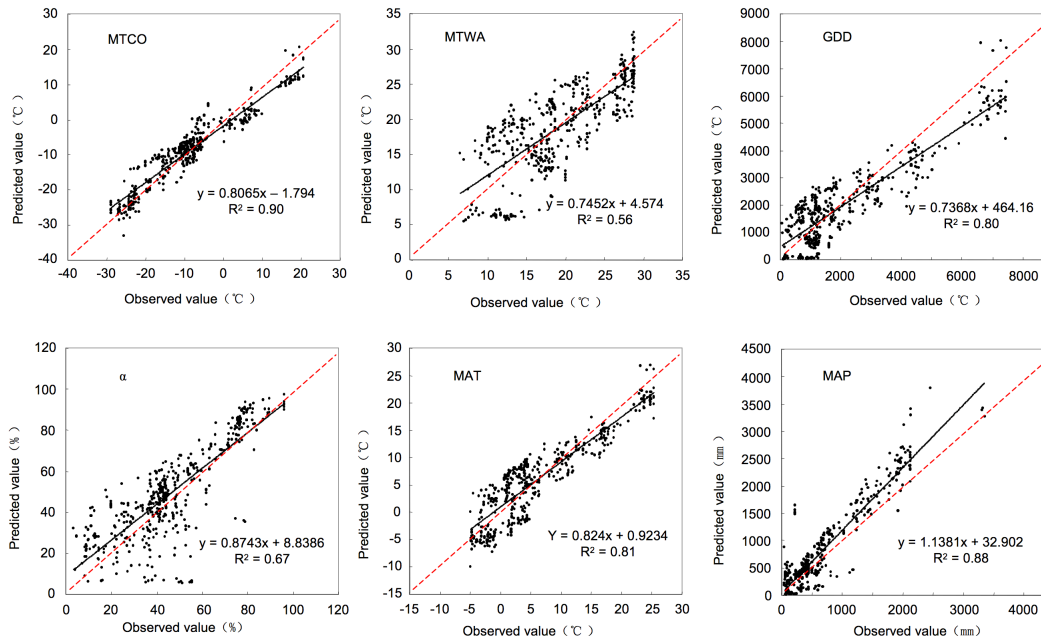 MTCO
30
20
10
0
-10
-20
-30
-40
Predicted value（℃）
y = 0.8065x – 1.794
R² = 0.90
-40 -30 -20 -10 0 10 20 30
Observed value（℃）
MTWA
35
30
25
20
15
10
5
0
Predicted value（℃）
y = 0.7452x + 4.574
R² = 0.56
0 5 10 15 20 25 30 35
Observed value（℃）
GDD
9000
8000
7000
6000
5000
4000
3000
2000
1000
0
Predicted value（℃）
y = 0.7368x + 464.16
R² = 0.80
0 2000 4000 6000 8000
Observed value（℃）
α
120
100
80
60
40
20
0
Predicted value（%）
y = 0.8743x + 8.8386
R² = 0.67
0 20 40 60 80 100 120
Observed value（%）
MAT
30
25
20
15
10
5
0
-5
-10
-15
Predicted value（℃）
Y = 0.824x + 0.9234
R² = 0.81
-15 -10 -5 0 5 10 15 20 25 30
Observed value（℃）
MAP
4500
4000
3500
3000
2500
2000
1500
1000
500
0
Predicted value（mm）
y = 1.1381x + 32.902
R² = 0.88
0 1000 2000 3000 4000
Observed value（mm）